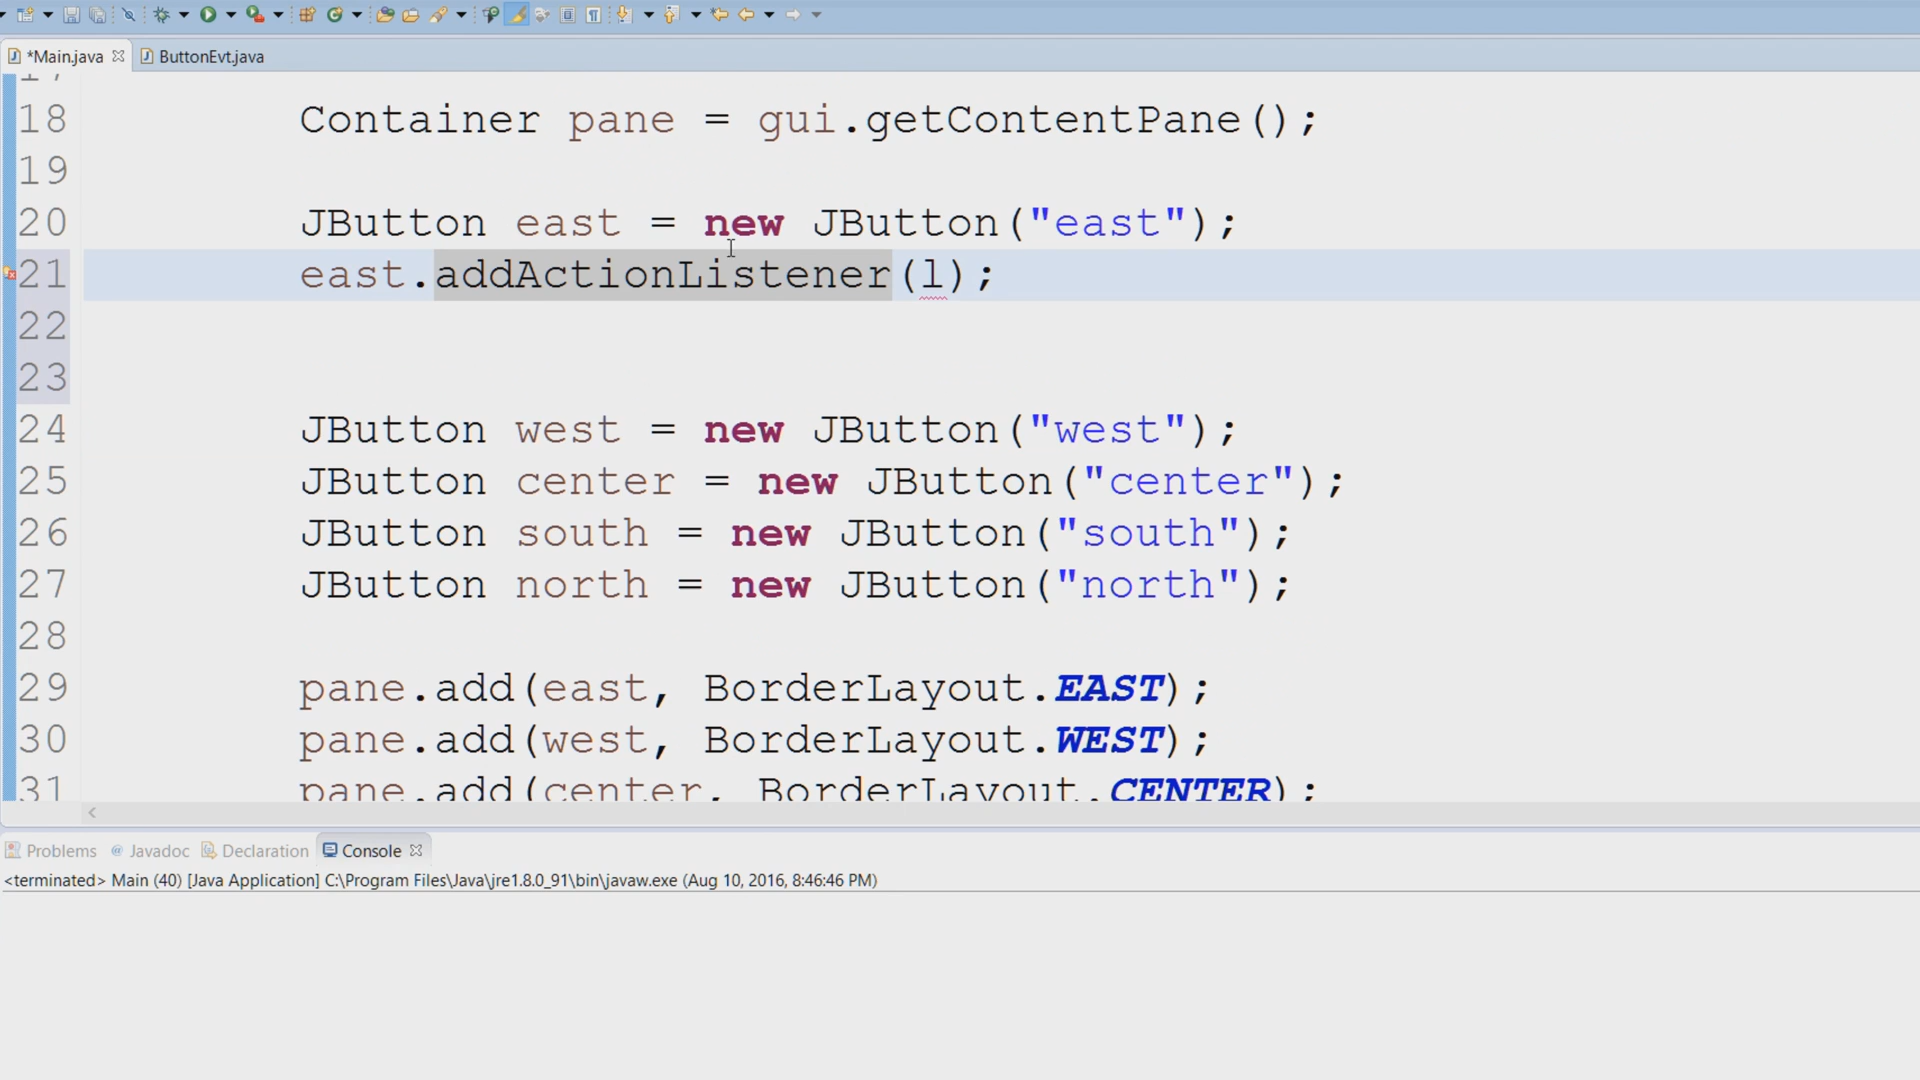 *Main.java ButtonEvt.java
17
18 Container pane = gui.getContentPane();
19
20 JButton east = new JButton("east");
21 east.addActionListener(l);
22
23
24 JButton west = new JButton("west");
25 JButton center = new JButton("center");
26 JButton south = new JButton("south");
27 JButton north = new JButton("north");
28
29 pane.add(east, BorderLayout.EAST);
30 pane.add(west, BorderLayout.WEST);
31 pane.add(center, BorderLayout.CENTER);
Problems @ Javadoc Declaration Console
<terminated> Main (40) [Java Application] C:\Program Files\Java\jre1.8.0_91\bin\javaw.exe (Aug 10, 2016, 8:46:46 PM)